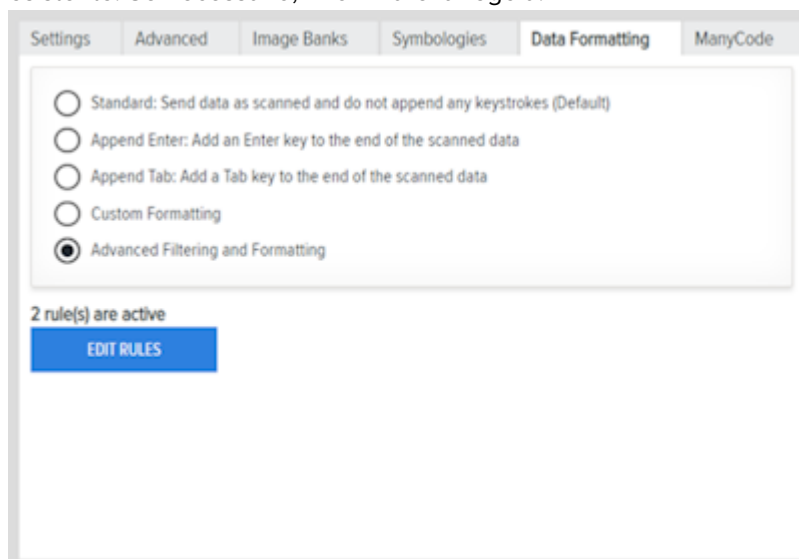 Settings Advanced Image Banks Symbologies Data Formatting ManyCode
Standard: Send data as scanned and do not append any keystrokes (Default)
Append Enter: Add an Enter key to the end of the scanned data
Append Tab: Add a Tab key to the end of the scanned data
Custom Formatting
Advanced Filtering and Formatting
2 rule(s) are active
EDIT RULES